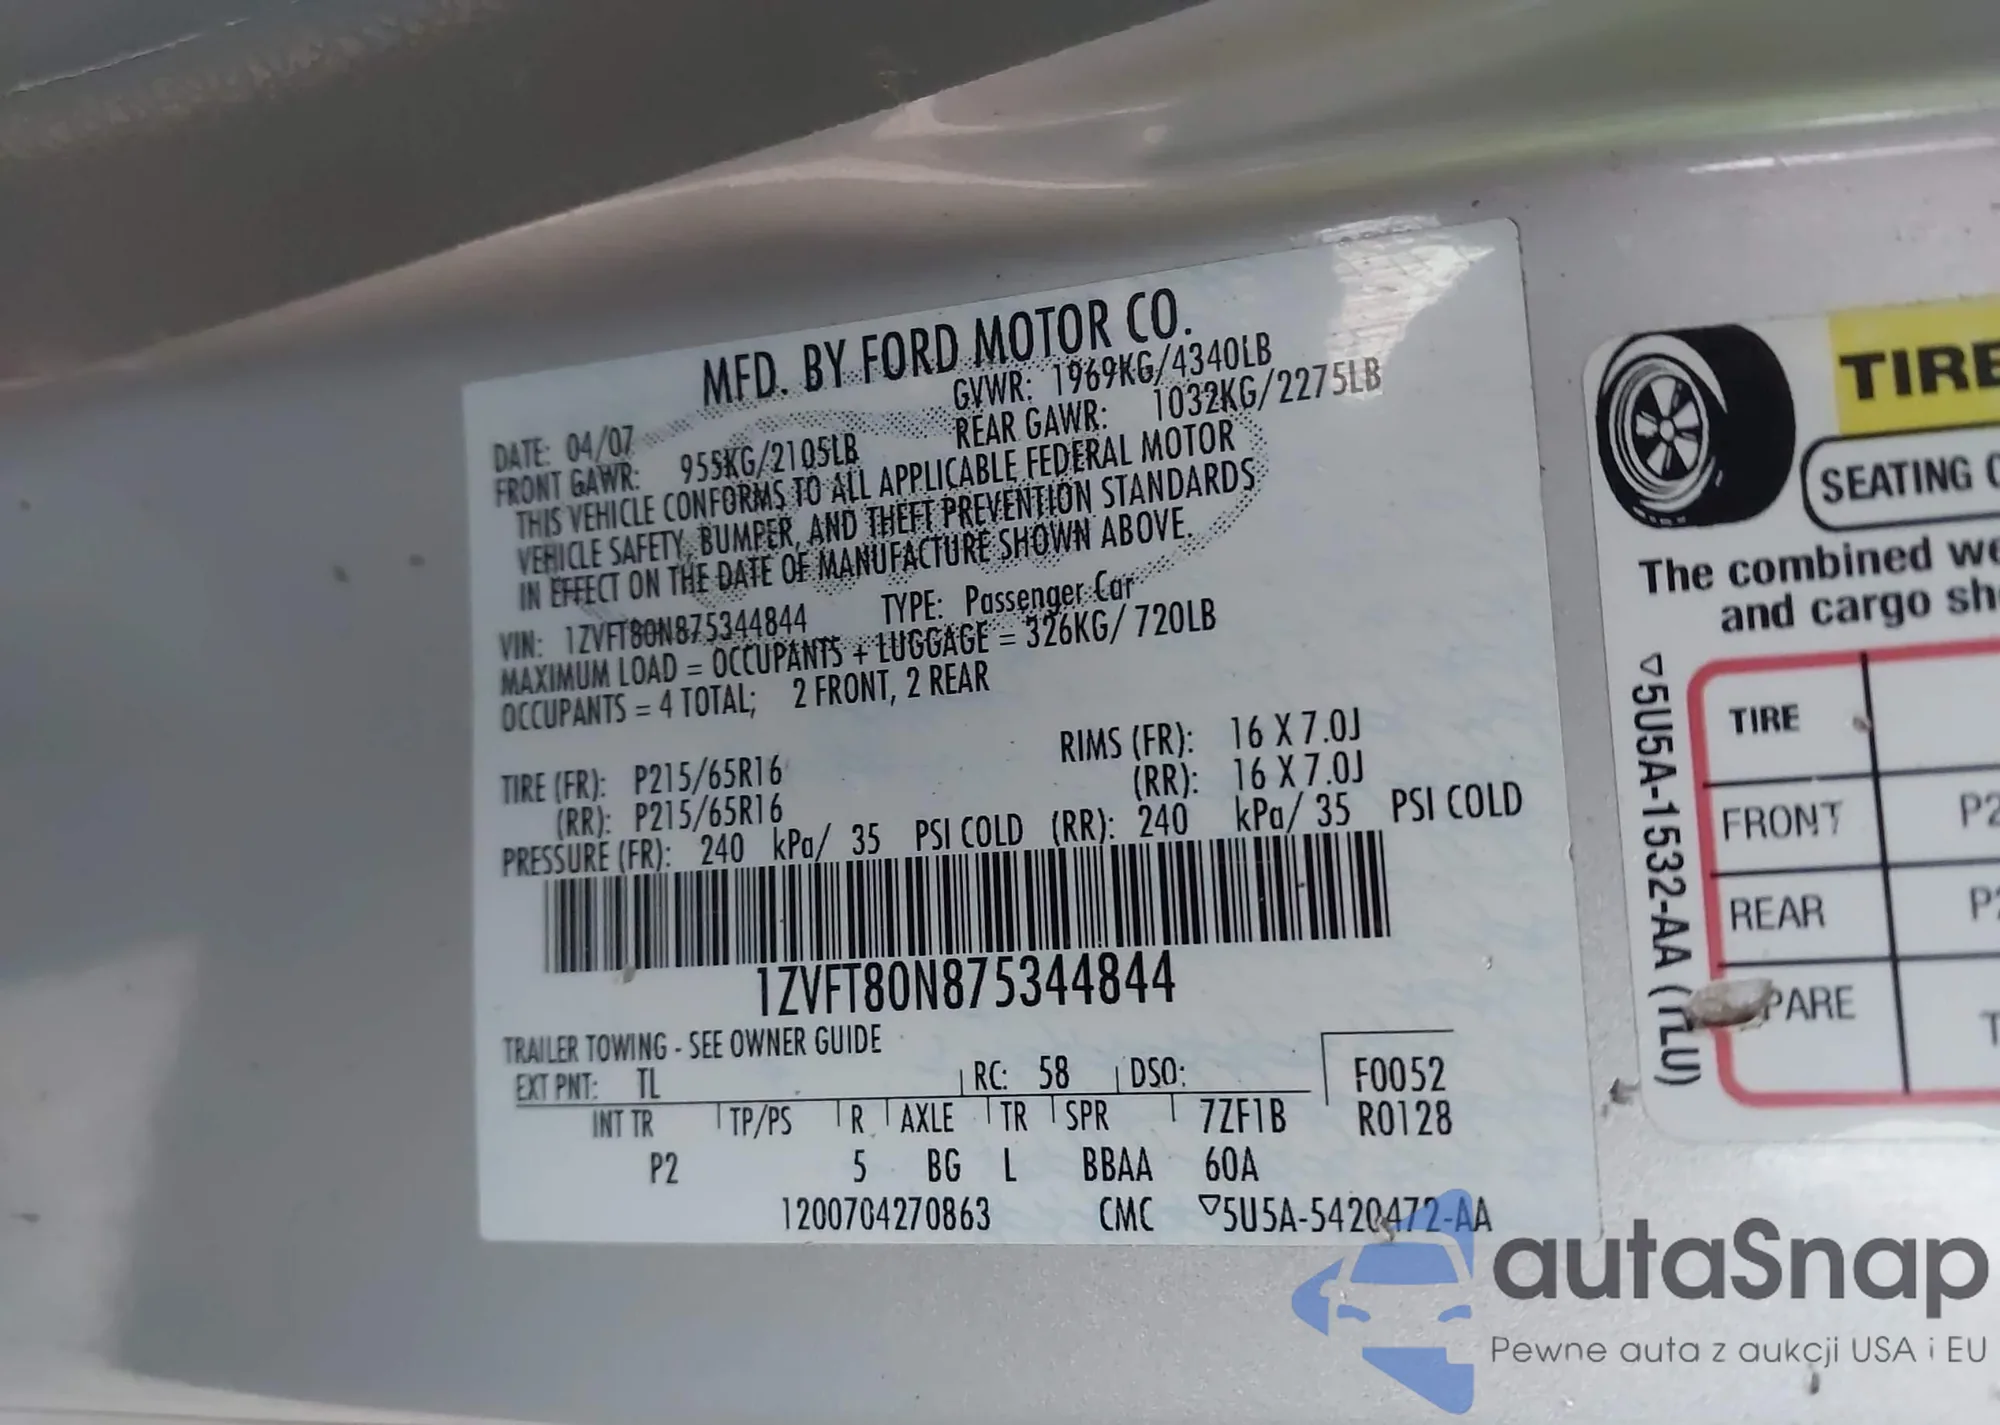 MFD. BY FORD MOTOR CO.
DATE: 04/07 GVWR: 1969KG/4340LB
FRONT GAWR: 955KG/2105LB REAR GAWR: 1032KG/2275LB
THIS VEHICLE CONFORMS TO ALL APPLICABLE FEDERAL MOTOR
VEHICLE SAFETY, BUMPER, AND THEFT PREVENTION STANDARDS
IN EFFECT ON THE DATE OF MANUFACTURE SHOWN ABOVE.
VIN: 1ZVFT80N875344844 TYPE: Passenger Car
MAXIMUM LOAD = OCCUPANTS + LUGGAGE = 326KG/ 720LB
OCCUPANTS = 4 TOTAL; 2 FRONT, 2 REAR
TIRE (FR): P215/65R16 RIMS (FR): 16 X 7.0J
(RR): P215/65R16 (RR): 16 X 7.0J
PRESSURE (FR): 240 kPa/ 35 PSI COLD (RR): 240 kPa/ 35 PSI COLD
1ZVFT80N875344844
TRAILER TOWING - SEE OWNER GUIDE
EXT PNT: TL RC: 58 DSO: F0052
INT TR TP/PS R AXLE TR SPR 7ZF1B R0128
P2 5 BG L BBAA 60A
1200704270863 CMC ▽5U5A-5420472-AA
TIRE
SEATING C
The combined we
and cargo sh
▽5U5A-1532-AA (TLU)
TIRE
FRONT P2
REAR P2
PARE T
autaSnap
Pewne auta z aukcji USA i EU